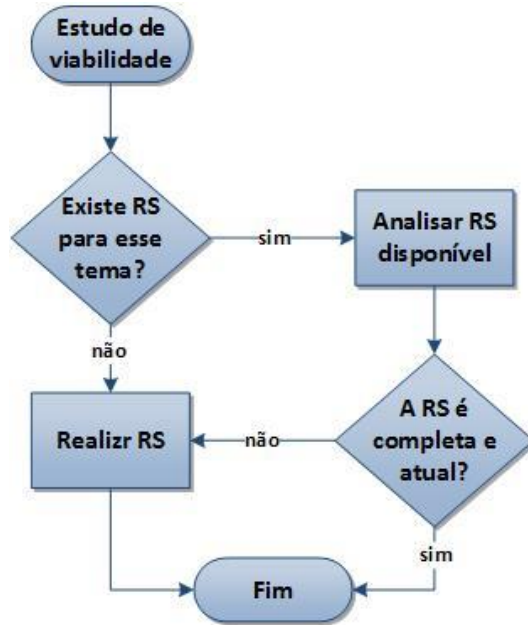 Estudo de
viabilidade
Existe RS
para esse
tema?
sim
Analisar RS
disponível
não
Realizr RS
não
A RS é
completa e
atual?
sim
Fim